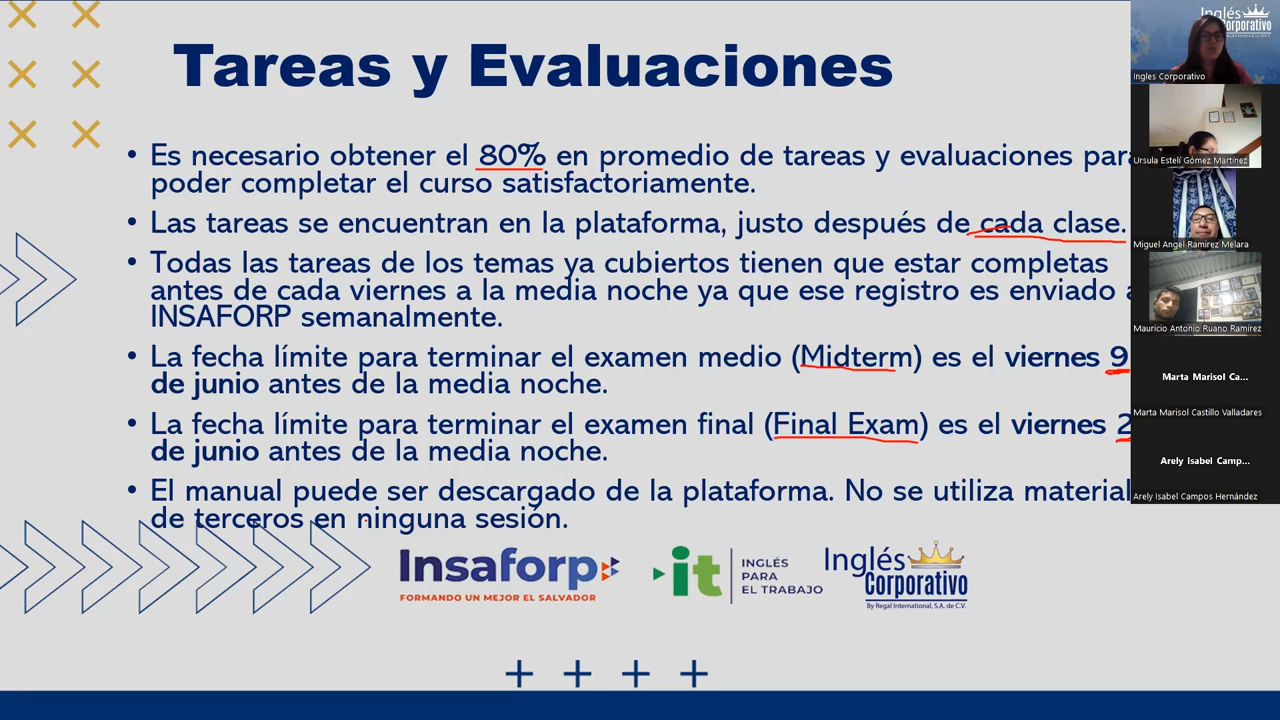 Tareas y Evaluaciones
• Es necesario obtener el 80% en promedio de tareas y evaluaciones para
poder completar el curso satisfactoriamente.
• Las tareas se encuentran en la plataforma, justo después de cada clase.
• Todas las tareas de los temas ya cubiertos tienen que estar completas
antes de cada viernes a la media noche ya que ese registro es enviado a
INSAFORP semanalmente.
• La fecha límite para terminar el examen medio (Midterm) es el viernes 9
de junio antes de la media noche.
• La fecha límite para terminar el examen final (Final Exam) es el viernes 2
de junio antes de la media noche.
• El manual puede ser descargado de la plataforma. No se utiliza material
de terceros en ninguna sesión.
Insaforp
FORMANDO UN MEJOR EL SALVADOR
it
INGLÉS
PARA
EL TRABAJO
Inglés
Corporativo
By Regal International, S.A. de C.V.
Inglés
Corporativo
Ingles Corporativo
Ursula Estelí Gómez Martínez
Miguel Angel Ramirez Melara
Mauricio Antonio Ruano Ramirez
Marta Marisol Ca...
Marta Marisol Castillo Valladares
Arely Isabel Camp...
Arely Isabel Campos Hernández